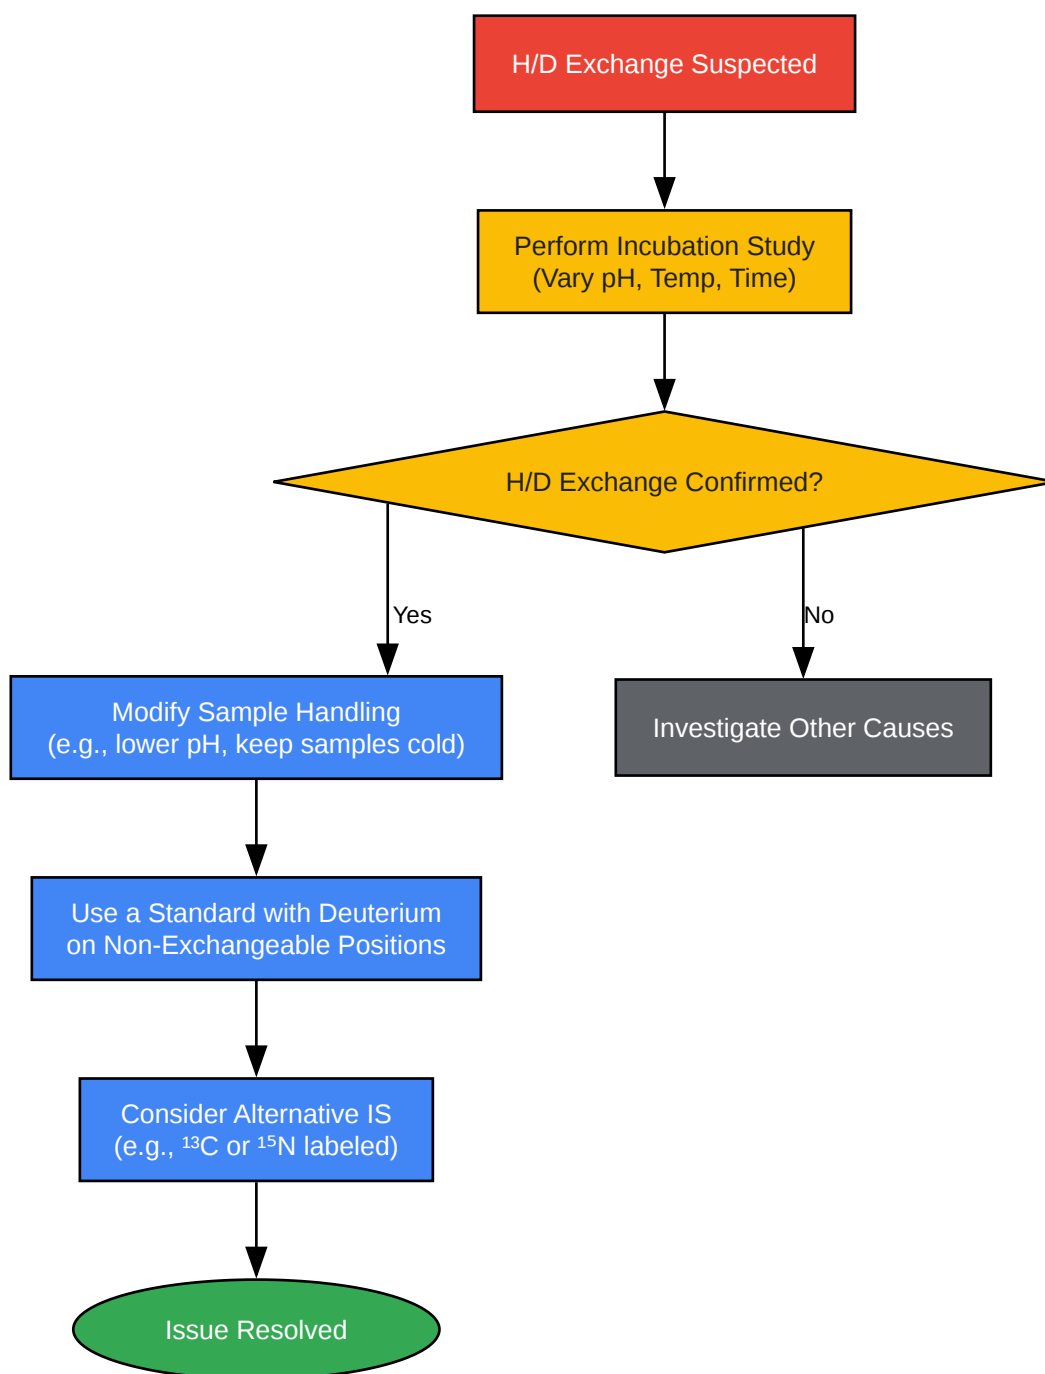 H/D Exchange Suspected
Perform Incubation Study
(Vary pH, Temp, Time)
H/D Exchange Confirmed?
Yes
No
Modify Sample Handling
(e.g., lower pH, keep samples cold)
Investigate Other Causes
Use a Standard with Deuterium
on Non-Exchangeable Positions
Consider Alternative IS
(e.g., ¹³C or ¹⁵N labeled)
Issue Resolved